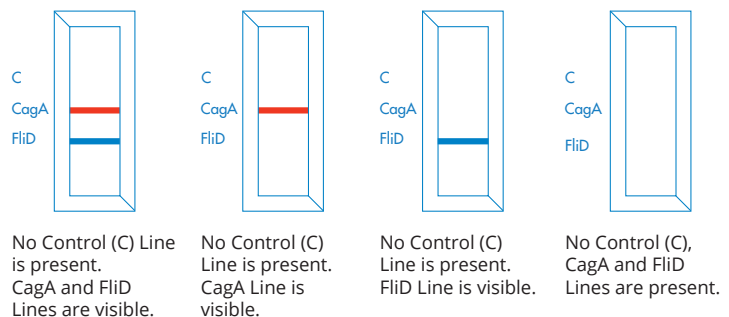 C
CagA
FliD
No Control (C) Line
is present.
CagA and FliD
Lines are visible.
C
CagA
FliD
No Control (C)
Line is present.
CagA Line is
visible.
C
CagA
FliD
No Control (C)
Line is present.
FliD Line is visible.
C
CagA
FliD
No Control (C),
CagA and FliD
Lines are present.